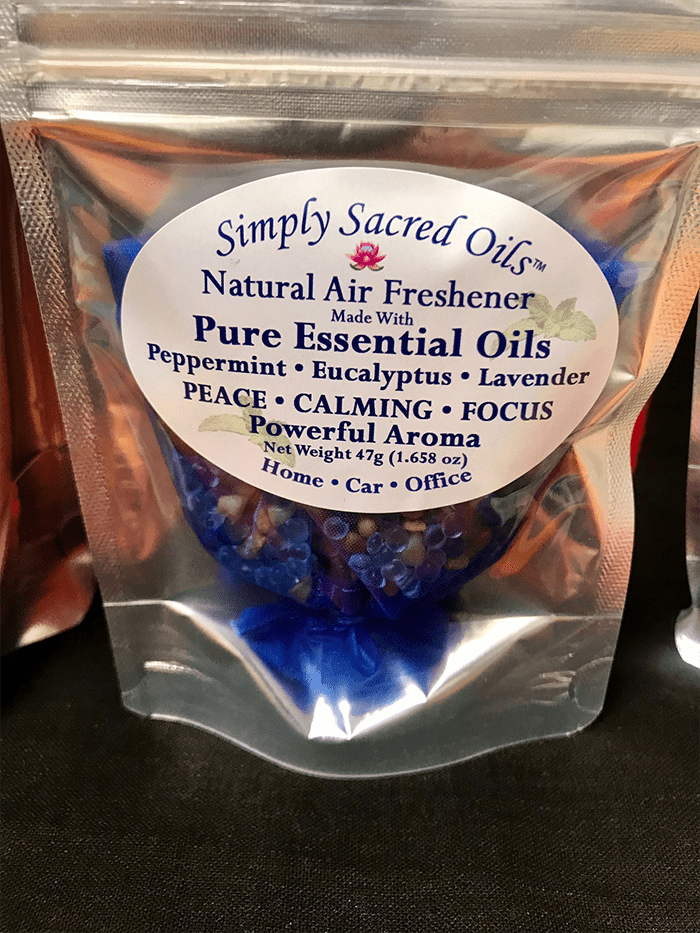 Simply Sacred Oils™
Natural Air Freshener
Made With
Pure Essential Oils
Peppermint • Eucalyptus • Lavender
PEACE • CALMING • FOCUS
Powerful Aroma
Net Weight 47g (1.658 oz)
Home • Car • Office